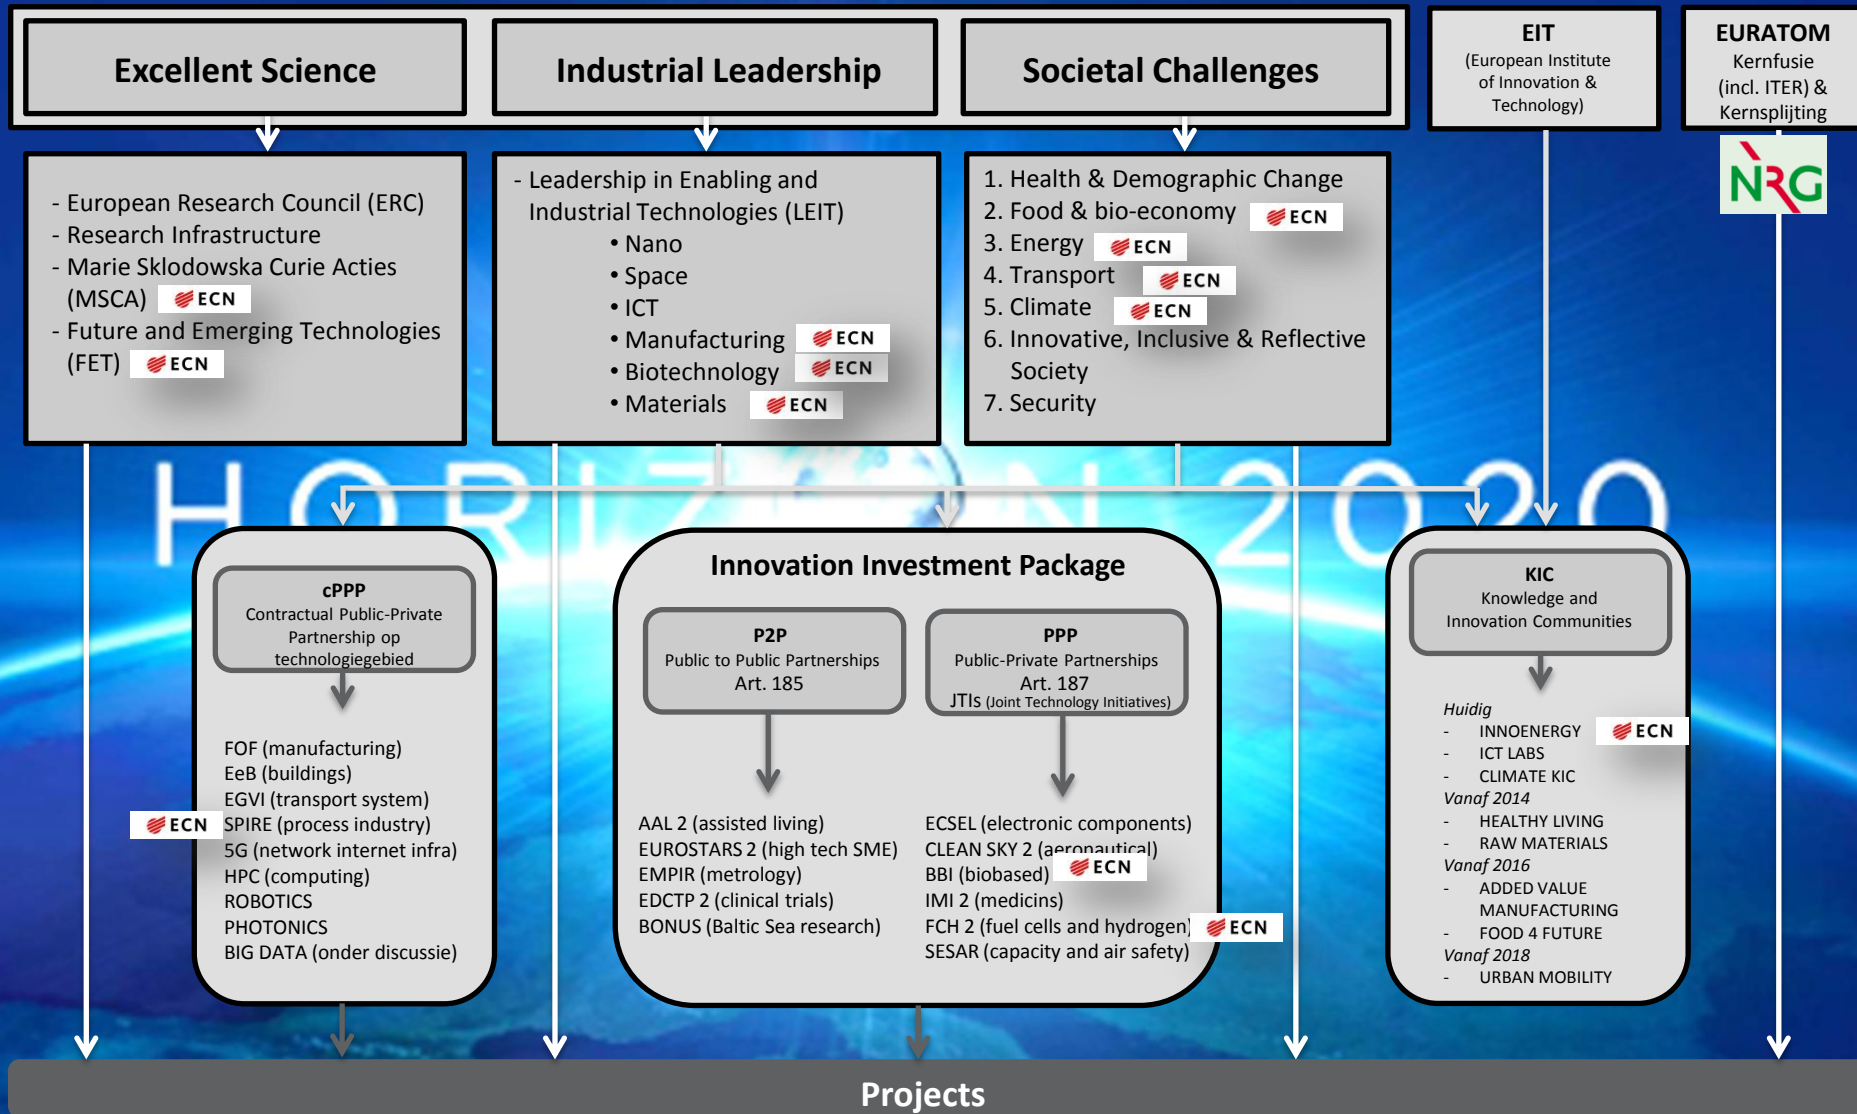 Excellent Science
Industrial Leadership
Societal Challenges
EIT
(European Institute
of Innovation &
Technology)
EURATOM
Kernfusie
(incl. ITER) &
Kernsplijting
NRG
- European Research Council (ERC)
- Research Infrastructure
- Marie Sklodowska Curie Acties
(MSCA) ECN
- Future and Emerging Technologies
(FET) ECN
- Leadership in Enabling and
Industrial Technologies (LEIT)
• Nano
• Space
• ICT
• Manufacturing ECN
• Biotechnology ECN
• Materials ECN
1. Health & Demographic Change
2. Food & bio-economy ECN
3. Energy ECN
4. Transport ECN
5. Climate ECN
6. Innovative, Inclusive & Reflective
Society
7. Security
HORIZON 2020
cPPP
Contractual Public-Private
Partnership op
technologiegebied
FOF (manufacturing)
EeB (buildings)
EGVI (transport system)
ECN SPIRE (process industry)
5G (network internet infra)
HPC (computing)
ROBOTICS
PHOTONICS
BIG DATA (onder discussie)
Innovation Investment Package
P2P
Public to Public Partnerships
Art. 185
AAL 2 (assisted living)
EUROSTARS 2 (high tech SME)
EMPIR (metrology)
EDCTP 2 (clinical trials)
BONUS (Baltic Sea research)
PPP
Public-Private Partnerships
Art. 187
JTIs (Joint Technology Initiatives)
ECSEL (electronic components)
CLEAN SKY 2 (aeronautical)
BBI (biobased) ECN
IMI 2 (medicins)
FCH 2 (fuel cells and hydrogen) ECN
SESAR (capacity and air safety)
KIC
Knowledge and
Innovation Communities
Huidig
- INNOENERGY ECN
- ICT LABS
- CLIMATE KIC
Vanaf 2014
- HEALTHY LIVING
- RAW MATERIALS
Vanaf 2016
- ADDED VALUE
MANUFACTURING
- FOOD 4 FUTURE
Vanaf 2018
- URBAN MOBILITY
Projects